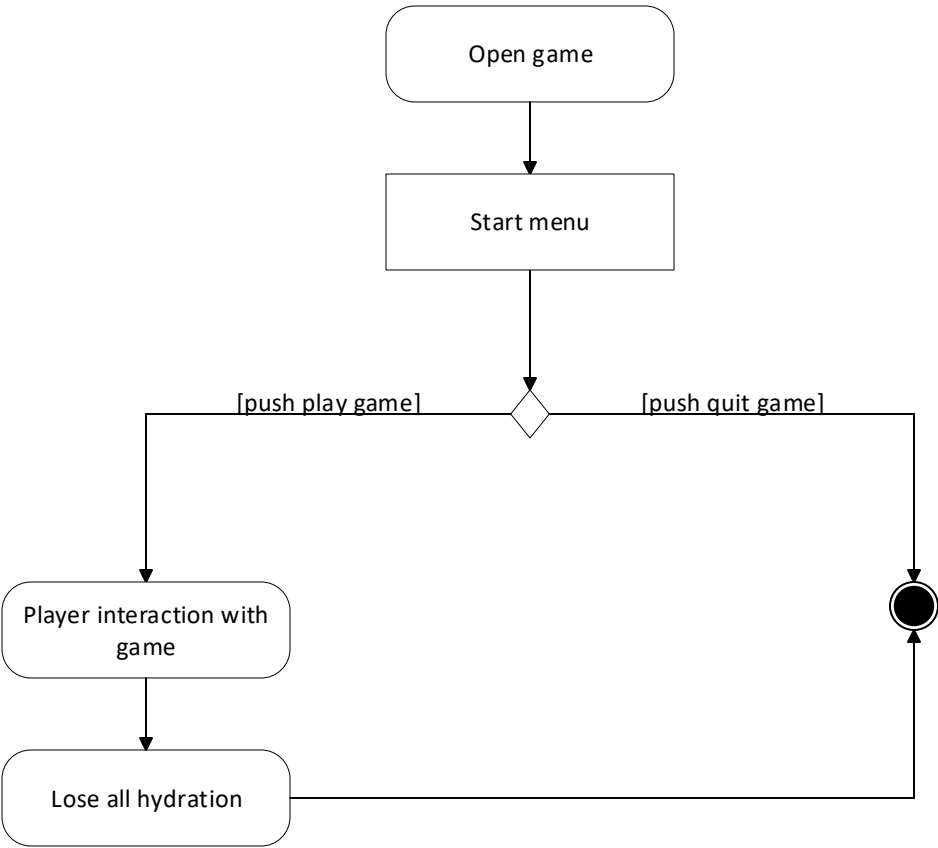 Open game
Start menu
[push play game]
[push quit game]
Player interaction with
game
Lose all hydration